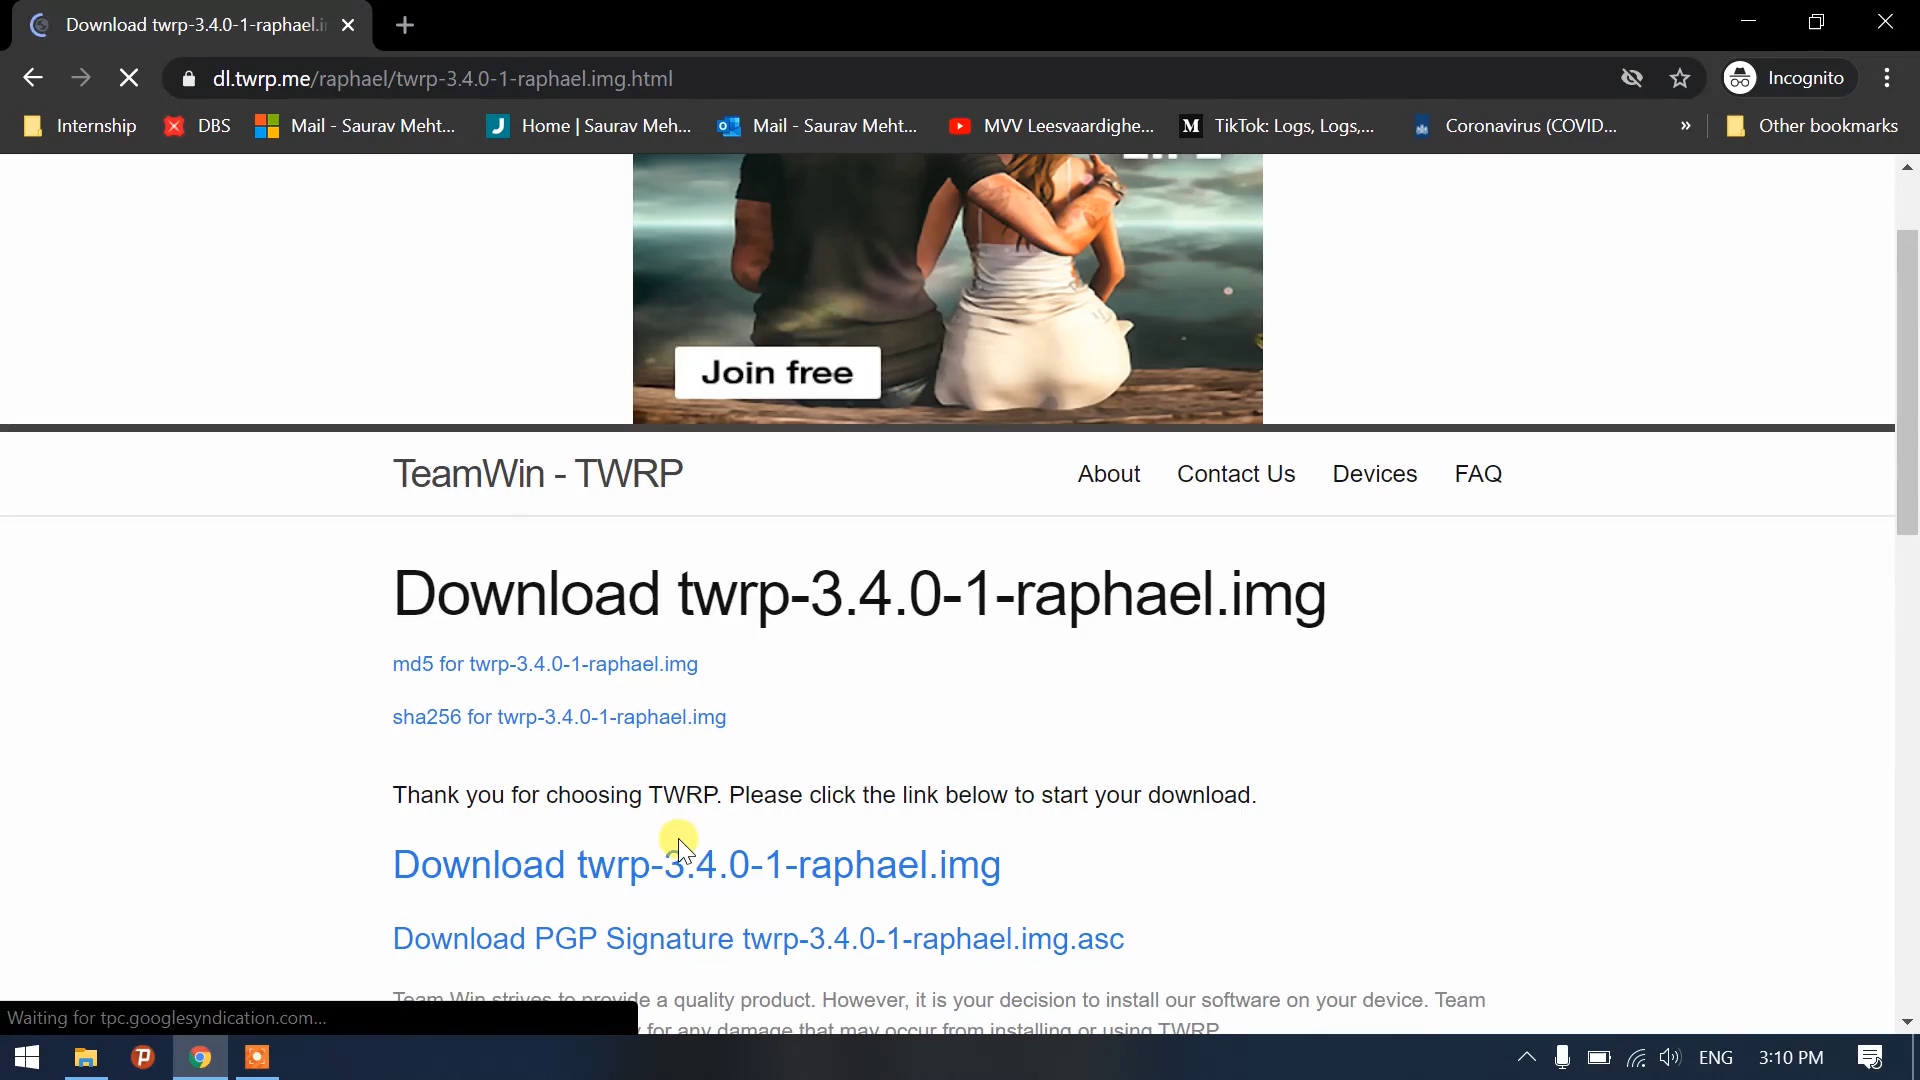 Download twrp-3.4.0-1-raphael.i
dl.twrp.me/raphael/twrp-3.4.0-1-raphael.img.html
Incognito
Internship
DBS
Mail - Saurav Meht...
Home | Saurav Meh...
Mail - Saurav Meht...
MVV Leesvaardighe...
TikTok: Logs, Logs,...
Coronavirus (COVID...
»
Other bookmarks
Join free
TeamWin - TWRP
About
Contact Us
Devices
FAQ
Download twrp-3.4.0-1-raphael.img
md5 for twrp-3.4.0-1-raphael.img
sha256 for twrp-3.4.0-1-raphael.img
Thank you for choosing TWRP. Please click the link below to start your download.
Download twrp-3.4.0-1-raphael.img
Download PGP Signature twrp-3.4.0-1-raphael.img.asc
Team Win strives to provide a quality product. However, it is your decision to install our software on your device. Team
for any damage that may occur from installing or using TWRP.
Waiting for tpc.googlesyndication.com...
ENG
3:10 PM